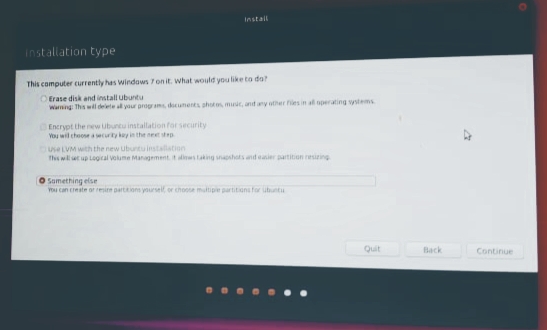 Install
Installation type
This computer currently has Windows 7 on it. What would you like to do?
Erase disk and install Ubuntu
Warning: This will delete all your programs, documents, photos, music, and any other files in all operating systems.
Encrypt the new Ubuntu installation for security
You will choose a security key in the next step.
Use LVM with the new Ubuntu installation
This will set up Logical Volume Management. It allows taking snapshots and easier partition resizing.
Something else
You can create or resize partitions yourself, or choose multiple partitions for Ubuntu.
Quit
Back
Continue